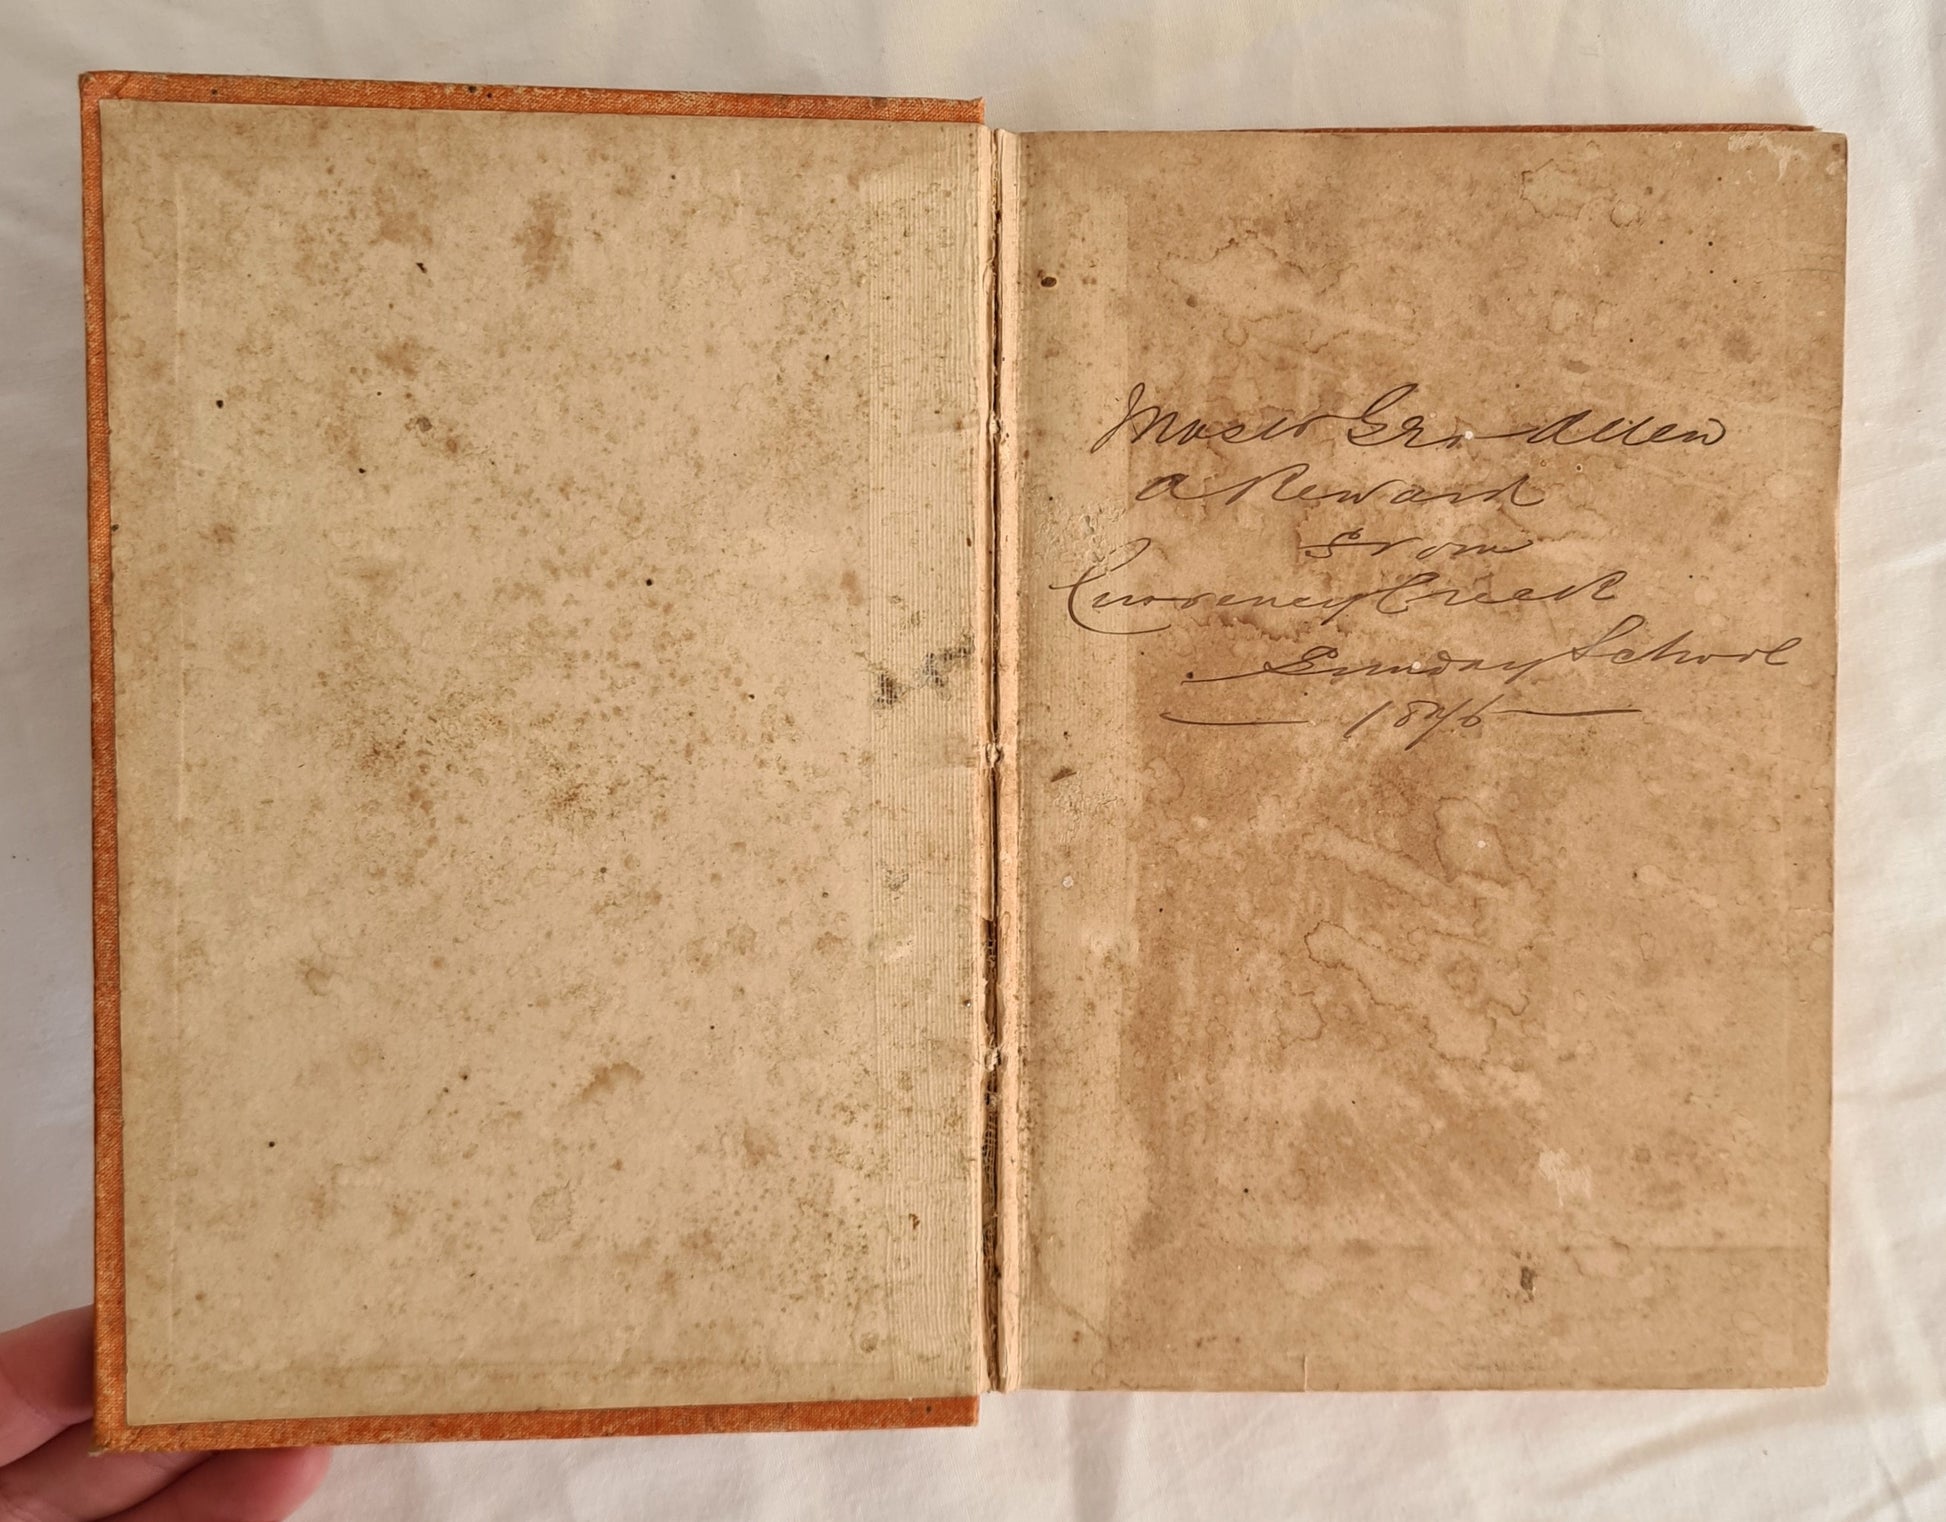 Master Geo Allen
A Reward
From
Currency Creek
Sunday School
1876